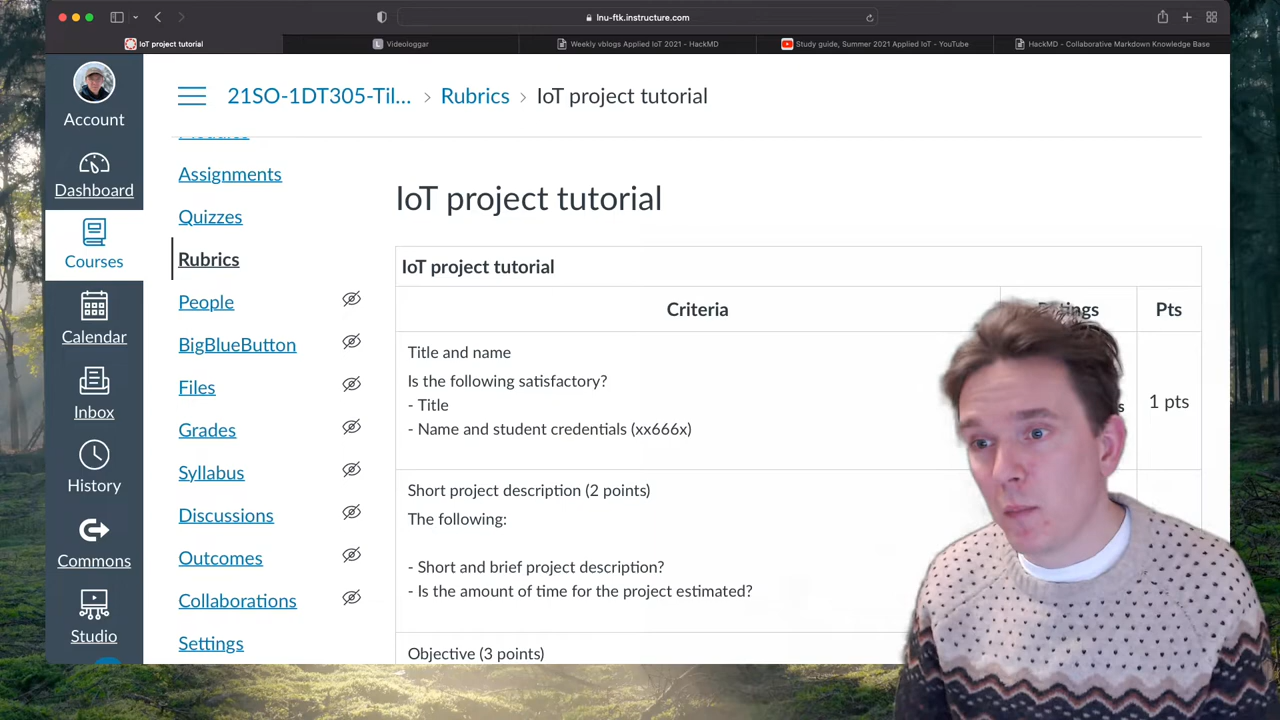 lnu-ftk.instructure.com
IoT project tutorial
Videologgar
Weekly vblogs Applied IoT 2021 - HackMD
Study guide, Summer 2021 Applied IoT - YouTube
HackMD - Collaborative Markdown Knowledge Base
Account
Dashboard
Courses
Calendar
Inbox
History
Commons
Studio
21SO-1DT305-Til... > Rubrics > IoT project tutorial
Assignments
Quizzes
Rubrics
People
BigBlueButton
Files
Grades
Syllabus
Discussions
Outcomes
Collaborations
Settings
IoT project tutorial
IoT project tutorial
Criteria
Pts
Title and name
Is the following satisfactory?
- Title
- Name and student credentials (xx666x)
1 pts
Short project description (2 points)
The following:
- Short and brief project description?
- Is the amount of time for the project estimated?
Objective (3 points)